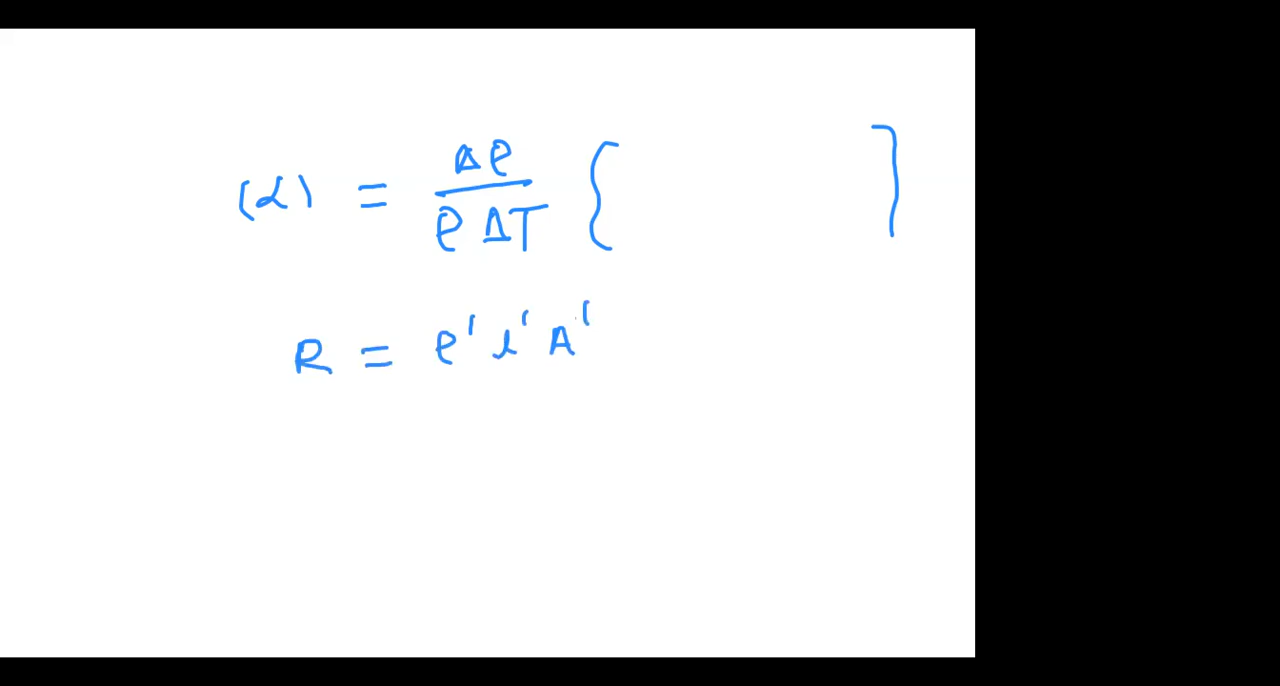 (α) = Δρ / ρ ΔT { }
R = ρ' l' A'